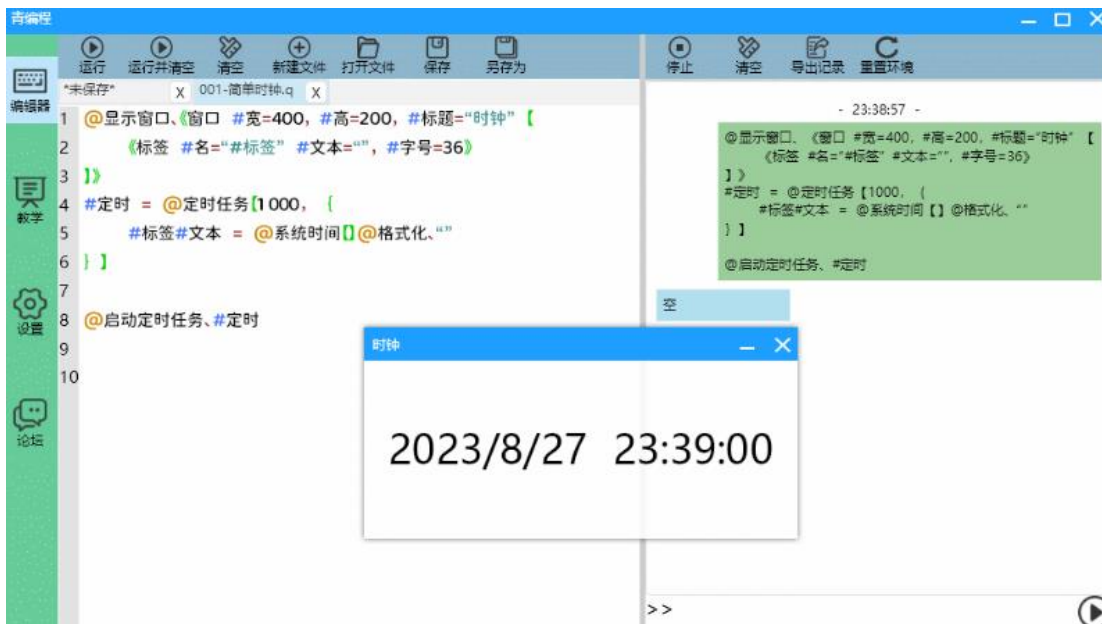 青编程
运行 运行并清空 清空 新建文件 打开文件 保存 另存为
停止 清空 导出记录 重置环境
编辑器
教学
设置
论坛
*未保存* X 001-简单时钟.q X
1 @显示窗口、《窗口 #宽=400，#高=200，#标题=“时钟”【
2 《标签 #名=“#标签” #文本=“”，#字号=36》
3 】》
4 #定时 = @定时任务【1000，｛
5 #标签#文本 = @系统时间【】@格式化、“”
6 ｝】
7
8 @启动定时任务、#定时
9
10
- 23:38:57 -
@显示窗口、《窗口 #宽=400，#高=200，#标题=“时钟”【
《标签 #名=“#标签” #文本=“”，#字号=36》
】》
#定时 = @定时任务【1000，｛
#标签#文本 = @系统时间【】@格式化、“”
｝】
@启动定时任务、#定时
空
时钟
2023/8/27 23:39:00
>>